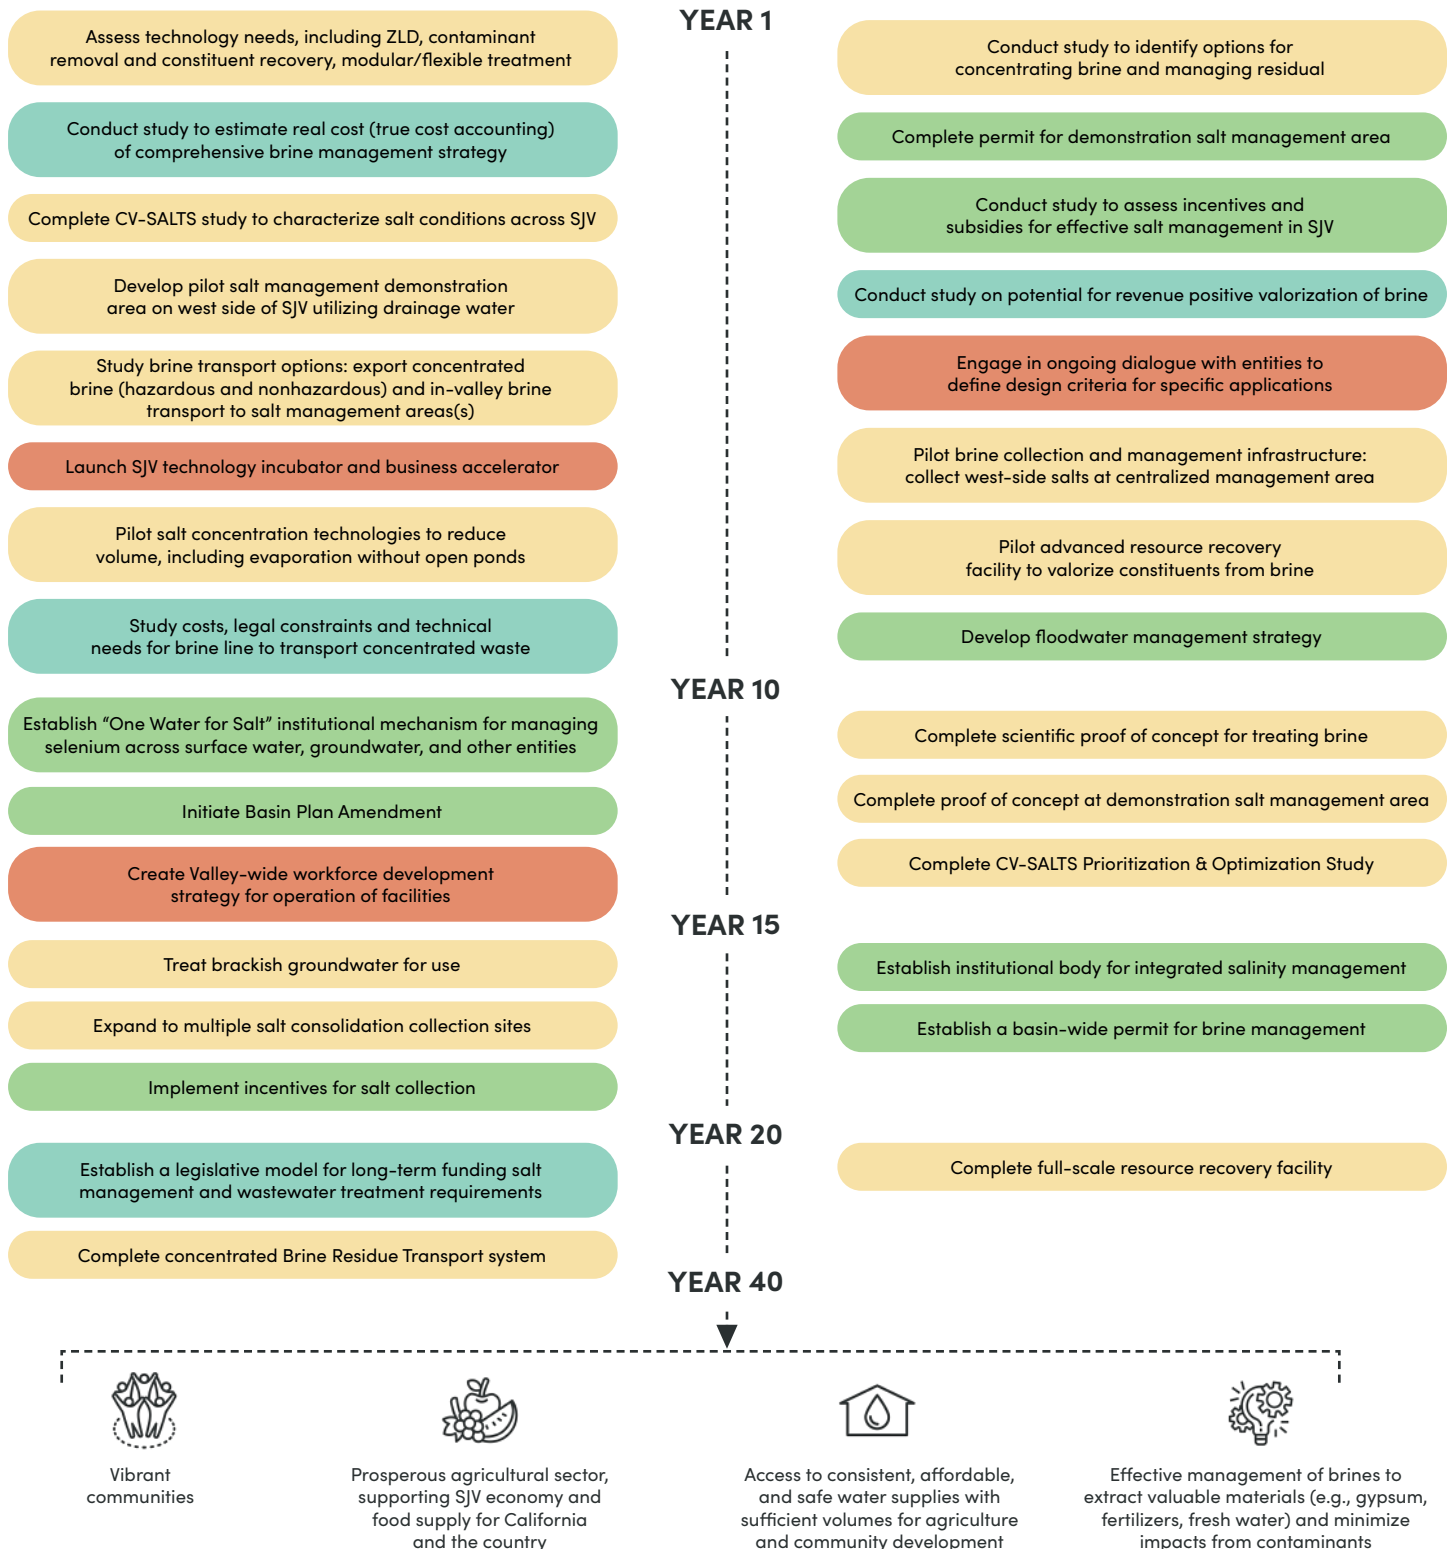 YEAR 1
Assess technology needs, including ZLD, contaminant
removal and constituent recovery, modular/flexible treatment
Conduct study to estimate real cost (true cost accounting)
of comprehensive brine management strategy
Complete CV-SALTS study to characterize salt conditions across SJV
Develop pilot salt management demonstration
area on west side of SJV utilizing drainage water
Study brine transport options: export concentrated
brine (hazardous and nonhazardous) and in-valley brine
transport to salt management areas(s)
Launch SJV technology incubator and business accelerator
Pilot salt concentration technologies to reduce
volume, including evaporation without open ponds
Study costs, legal constraints and technical
needs for brine line to transport concentrated waste
Conduct study to identify options for
concentrating brine and managing residual
Complete permit for demonstration salt management area
Conduct study to assess incentives and
subsidies for effective salt management in SJV
Conduct study on potential for revenue positive valorization of brine
Engage in ongoing dialogue with entities to
define design criteria for specific applications
Pilot brine collection and management infrastructure:
collect west-side salts at centralized management area
Pilot advanced resource recovery
facility to valorize constituents from brine
Develop floodwater management strategy
YEAR 10
Establish “One Water for Salt” institutional mechanism for managing
selenium across surface water, groundwater, and other entities
Initiate Basin Plan Amendment
Create Valley-wide workforce development
strategy for operation of facilities
Complete scientific proof of concept for treating brine
Complete proof of concept at demonstration salt management area
Complete CV-SALTS Prioritization & Optimization Study
YEAR 15
Treat brackish groundwater for use
Expand to multiple salt consolidation collection sites
Implement incentives for salt collection
Establish institutional body for integrated salinity management
Establish a basin-wide permit for brine management
YEAR 20
Establish a legislative model for long-term funding salt
management and wastewater treatment requirements
Complete concentrated Brine Residue Transport system
Complete full-scale resource recovery facility
YEAR 40
Vibrant
communities
Prosperous agricultural sector,
supporting SJV economy and
food supply for California
and the country
Access to consistent, affordable,
and safe water supplies with
sufficient volumes for agriculture
and community development
Effective management of brines to
extract valuable materials (e.g., gypsum,
fertilizers, fresh water) and minimize
impacts from contaminants